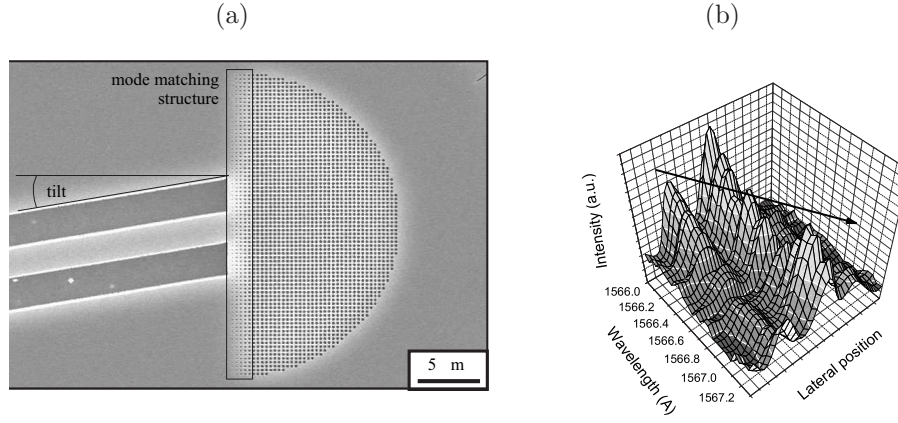 (a)
(b)
mode matching
structure
tilt
5 m
Intensity (a.u.)
1566.0
1566.2
1566.4
1566.6
1566.8
1567.0
1567.2
Wavelength (A)
Lateral position